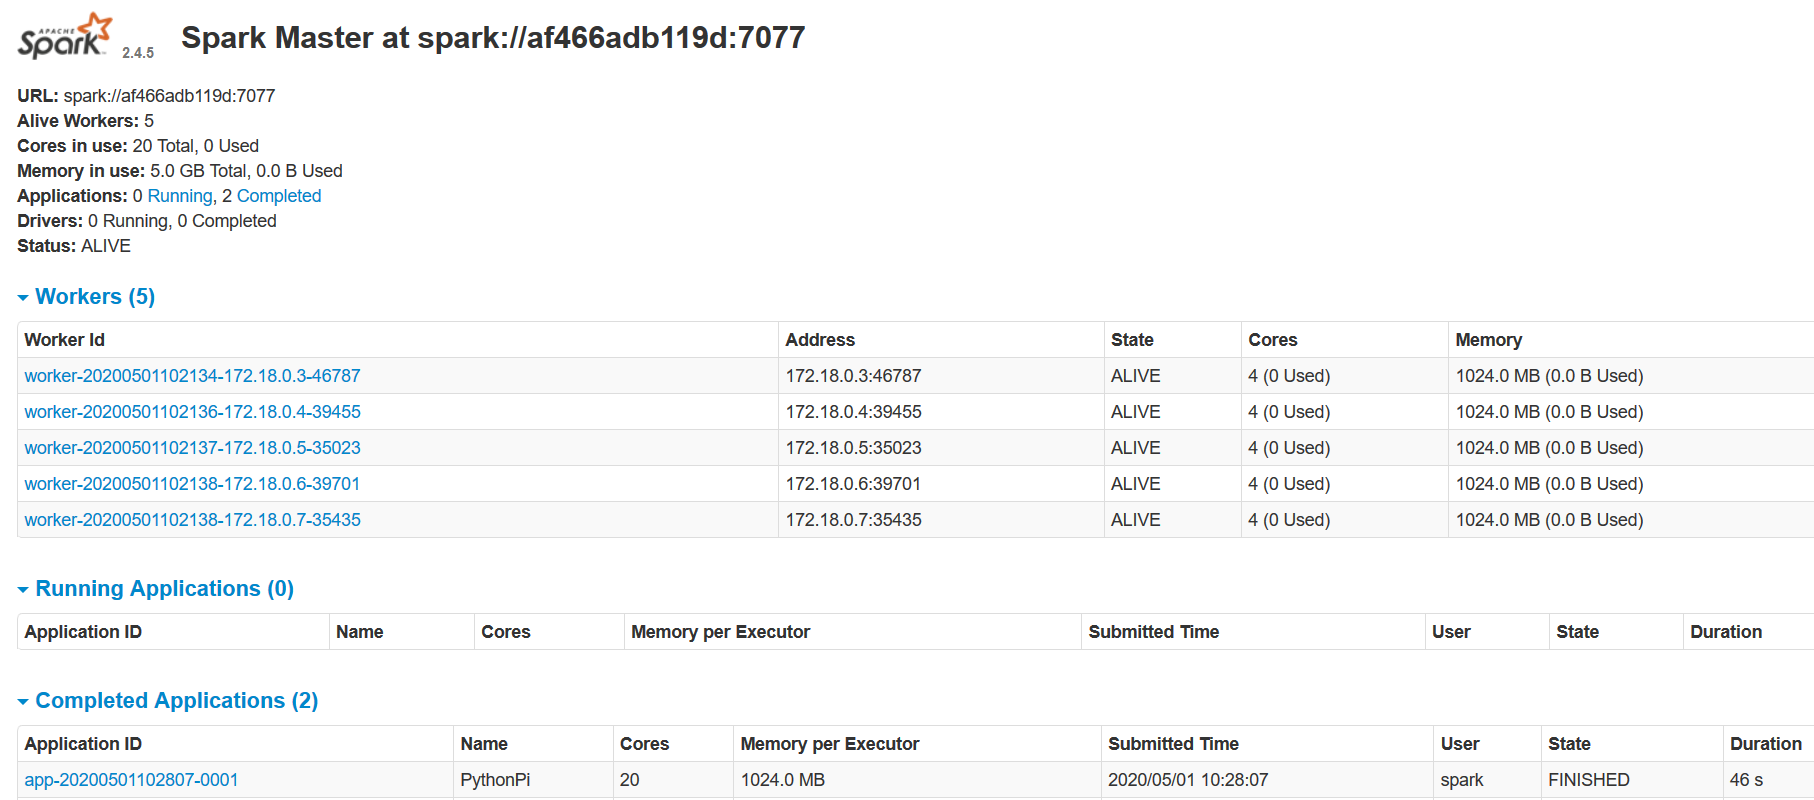 APACHE
Spark 2.4.5 Spark Master at spark://af466adb119d:7077
URL: spark://af466adb119d:7077
Alive Workers: 5
Cores in use: 20 Total, 0 Used
Memory in use: 5.0 GB Total, 0.0 B Used
Applications: 0 Running, 2 Completed
Drivers: 0 Running, 0 Completed
Status: ALIVE
Workers (5)
Worker Id Address State Cores Memory
worker-20200501102134-172.18.0.3-46787 172.18.0.3:46787 ALIVE 4 (0 Used) 1024.0 MB (0.0 B Used)
worker-20200501102136-172.18.0.4-39455 172.18.0.4:39455 ALIVE 4 (0 Used) 1024.0 MB (0.0 B Used)
worker-20200501102137-172.18.0.5-35023 172.18.0.5:35023 ALIVE 4 (0 Used) 1024.0 MB (0.0 B Used)
worker-20200501102138-172.18.0.6-39701 172.18.0.6:39701 ALIVE 4 (0 Used) 1024.0 MB (0.0 B Used)
worker-20200501102138-172.18.0.7-35435 172.18.0.7:35435 ALIVE 4 (0 Used) 1024.0 MB (0.0 B Used)
Running Applications (0)
Application ID Name Cores Memory per Executor Submitted Time User State Duration
Completed Applications (2)
Application ID Name Cores Memory per Executor Submitted Time User State Duration
app-20200501102807-0001 PythonPi 20 1024.0 MB 2020/05/01 10:28:07 spark FINISHED 46 s